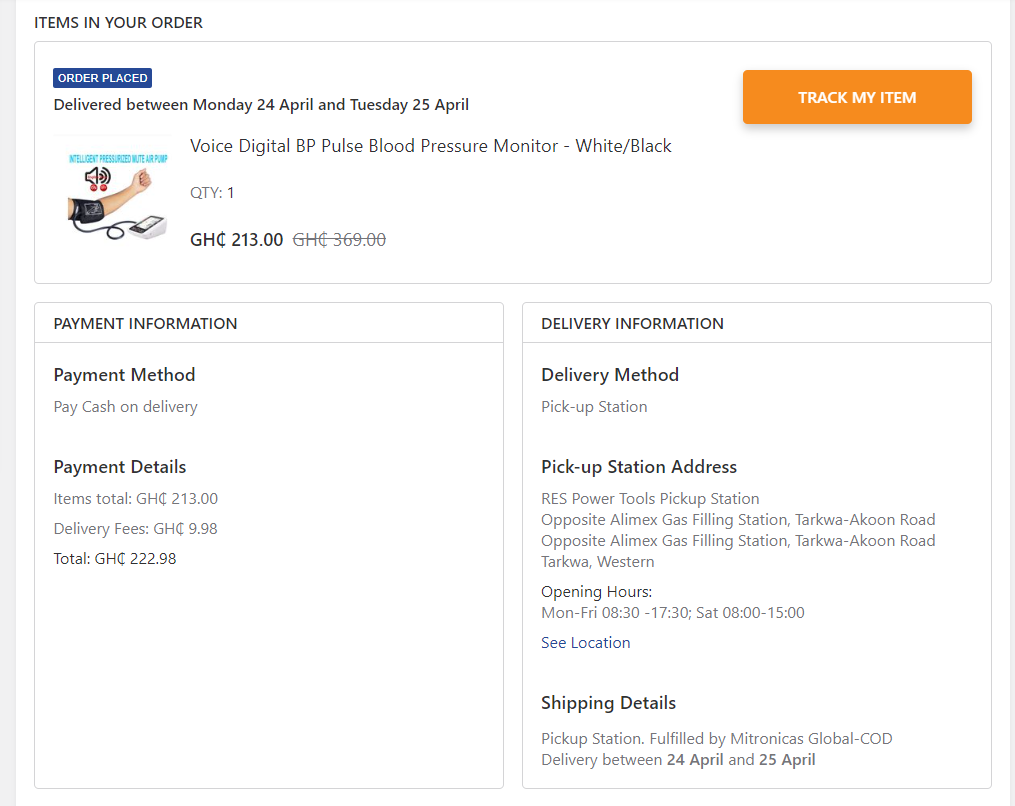 ITEMS IN YOUR ORDER
ORDER PLACED
Delivered between Monday 24 April and Tuesday 25 April
TRACK MY ITEM
INTELLIGENT PRESSURIZED MUTE AIR PUMP
Voice Digital BP Pulse Blood Pressure Monitor - White/Black
QTY: 1
GH₵ 213.00 GH₵ 369.00
PAYMENT INFORMATION
Payment Method
Pay Cash on delivery
Payment Details
Items total: GH₵ 213.00
Delivery Fees: GH₵ 9.98
Total: GH₵ 222.98
DELIVERY INFORMATION
Delivery Method
Pick-up Station
Pick-up Station Address
RES Power Tools Pickup Station
Opposite Alimex Gas Filling Station, Tarkwa-Akoon Road
Opposite Alimex Gas Filling Station, Tarkwa-Akoon Road
Tarkwa, Western
Opening Hours:
Mon-Fri 08:30 -17:30; Sat 08:00-15:00
See Location
Shipping Details
Pickup Station. Fulfilled by Mitronicas Global-COD
Delivery between 24 April and 25 April